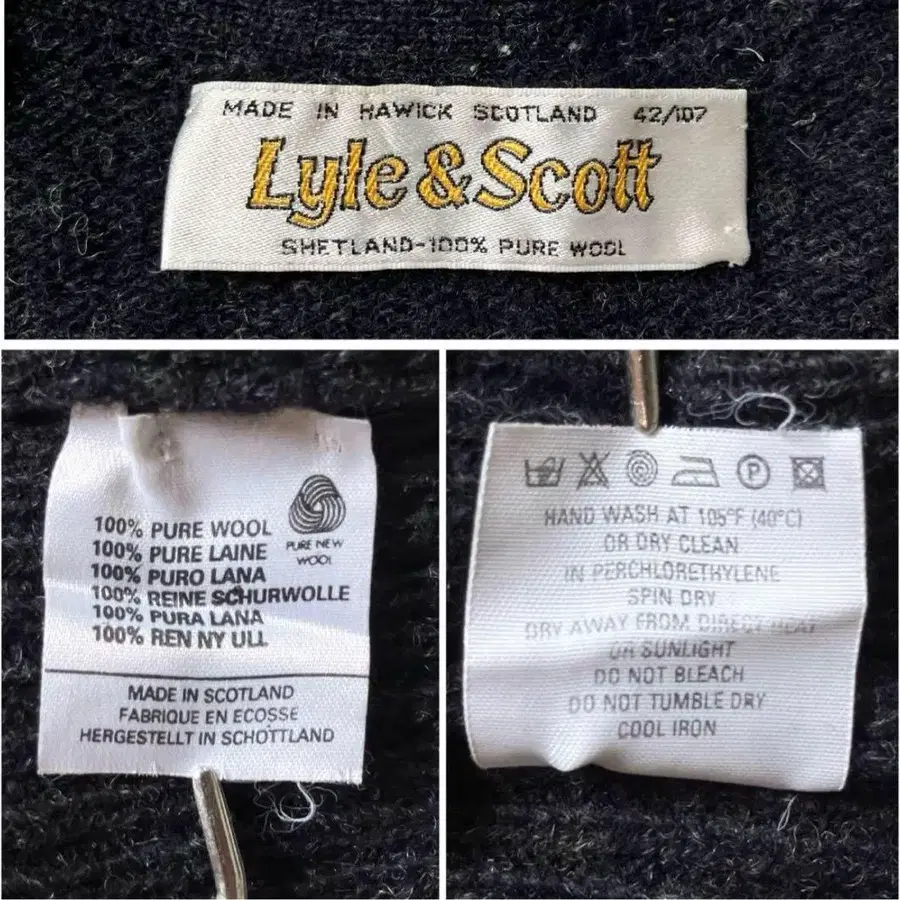 MADE IN HAWICK SCOTLAND 42/107
Lyle & Scott
SHETLAND-100% PURE WOOL
100% PURE WOOL
100% PURE LAINE
100% PURO LANA
100% REINE SCHURWOLLE
100% PURA LANA
100% REN NY ULL
PURE NEW
WOOL
MADE IN SCOTLAND
FABRIQUE EN ECOSSE
HERGESTELLT IN SCHOTTLAND
P
HAND WASH AT 105°F (40°C)
OR DRY CLEAN
IN PERCHLORETHYLENE
SPIN DRY
DRY AWAY FROM DIRECT HEAT
OR SUNLIGHT
DO NOT BLEACH
DO NOT TUMBLE DRY
COOL IRON